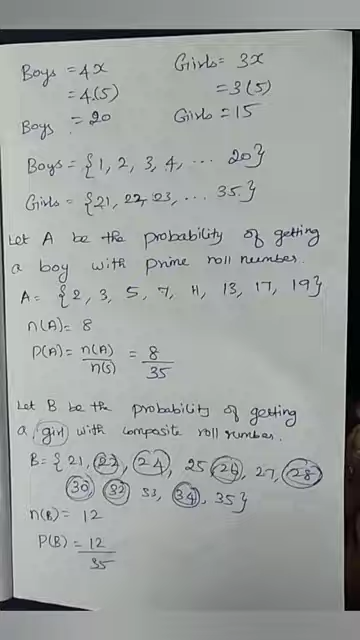 Boys = 4x Girls = 3x
= 4(5) = 3(5)
Boys = 20 Girls = 15
Boys = {1, 2, 3, 4, ... 20}
Girls = {21, 22, 23, ... 35}
Let A be the probability of getting
a boy with prime roll number.
A = {2, 3, 5, 7, 11, 13, 17, 19}
n(A) = 8
P(A) = n(A)/n(S) = 8/35
Let B be the probability of getting
a girl with composite roll number.
B = {21, 22, 24, 25, 26, 27, 28
30, 32, 33, 34, 35}
n(B) = 12
P(B) = 12/35